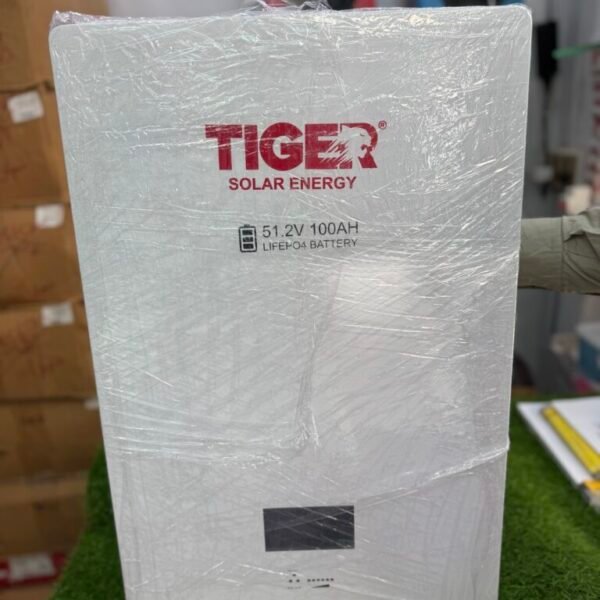 TIGER®
SOLAR ENERGY
51.2V 100AH
LIFEPO4 BATTERY